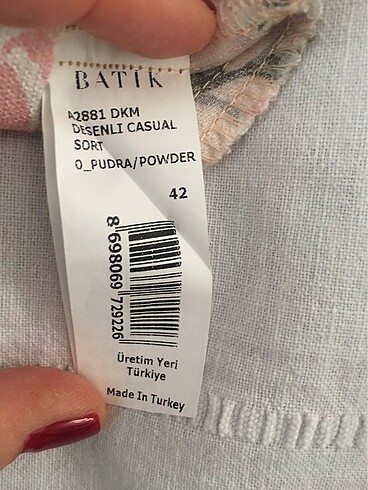 BATIK
A2881 DKM
DESENLI CASUAL
SORT
0_PUDRA/POWDER
42
8 698069 729226
Üretim Yeri
Türkiye
Made In Turkey